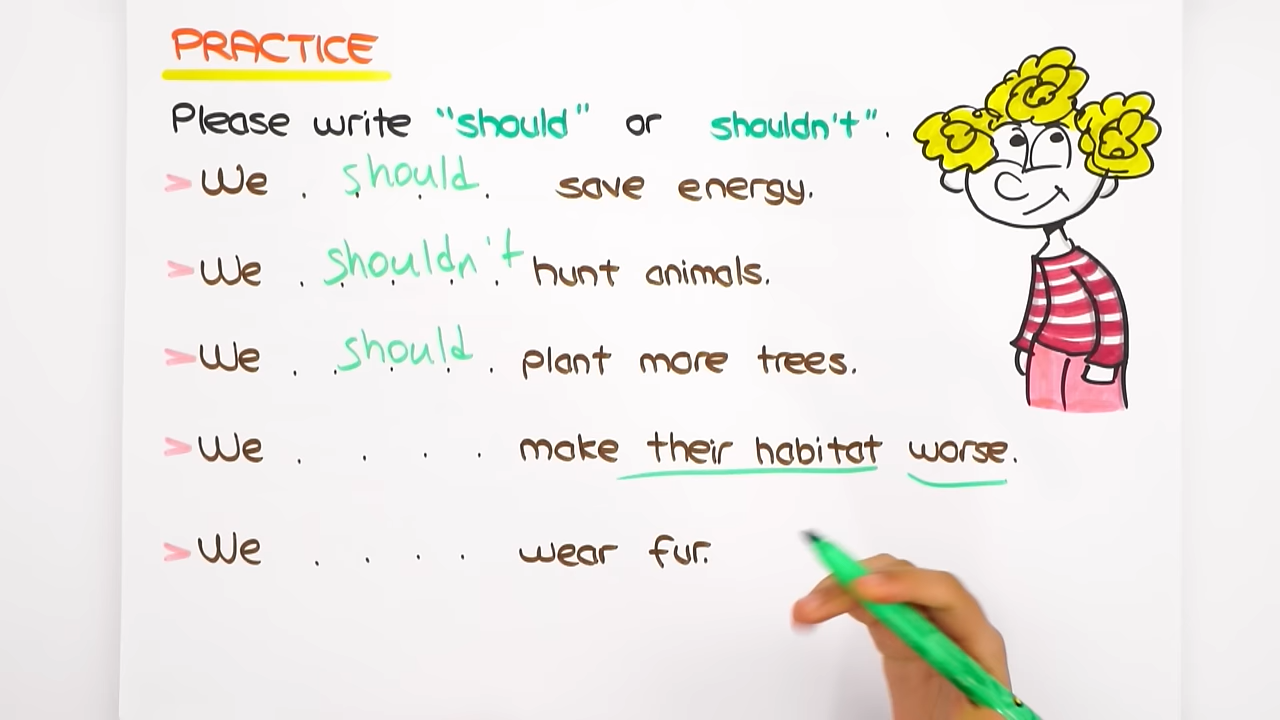 PRACTICE
Please write "should" or shouldn't".
> We . should . save energy.
> We . shouldn't hunt animals.
> We . . should . plant more trees.
> We . . . . make their habitat worse.
> We . . . . wear fur.